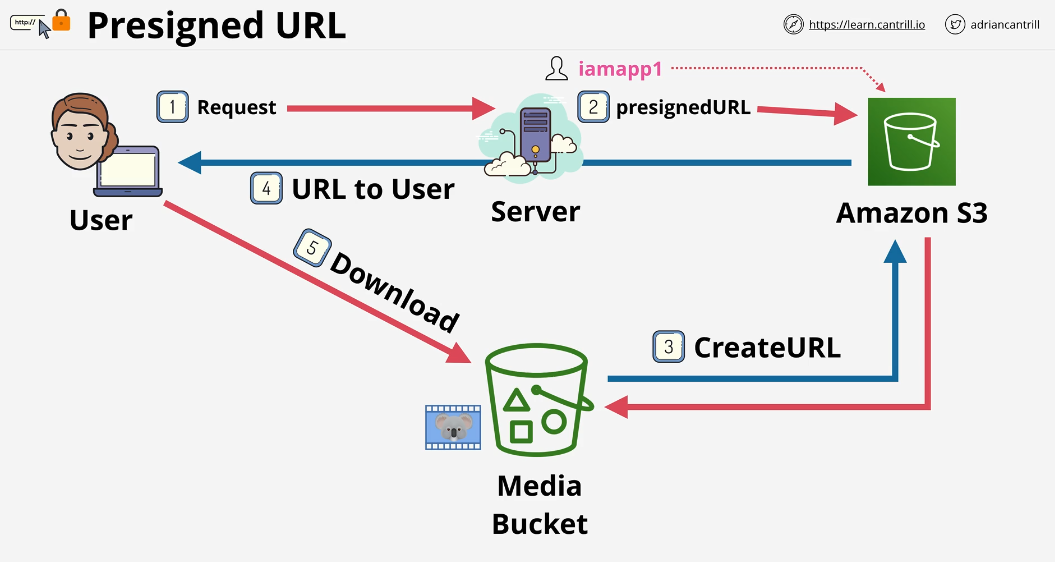 http://
Presigned URL
https://learn.cantrill.io
adriancantrill
iamapp1
1 Request
2 presignedURL
4 URL to User
User
Server
Amazon S3
5 Download
3 CreateURL
Media
Bucket